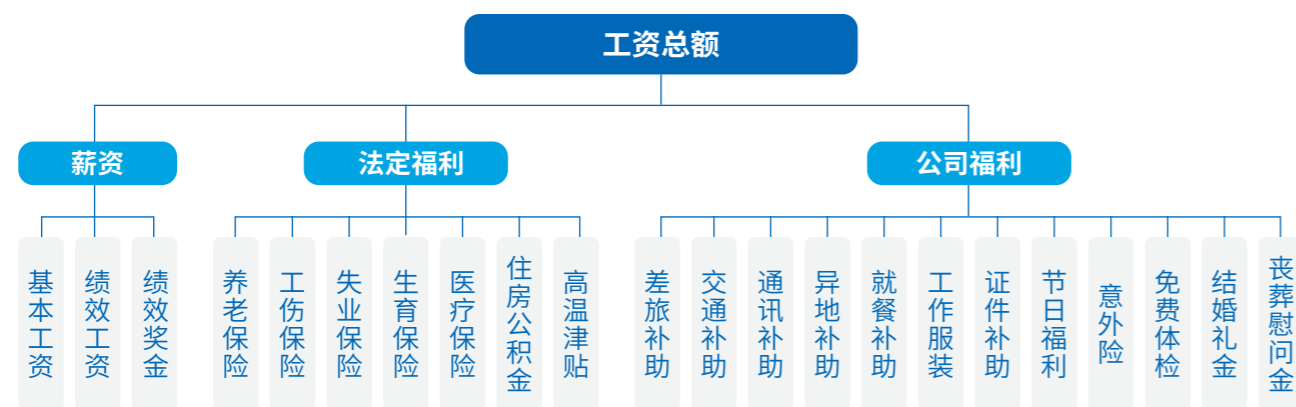 工资总额
薪资
法定福利
公司福利
基本工资
绩效工资
绩效奖金
养老保险
工伤保险
失业保险
生育保险
医疗保险
住房公积金
高温津贴
差旅补助
交通补助
通讯补助
异地补助
就餐补助
工作服装
证件补助
节日福利
意外险
免费体检
结婚礼金
丧葬慰问金